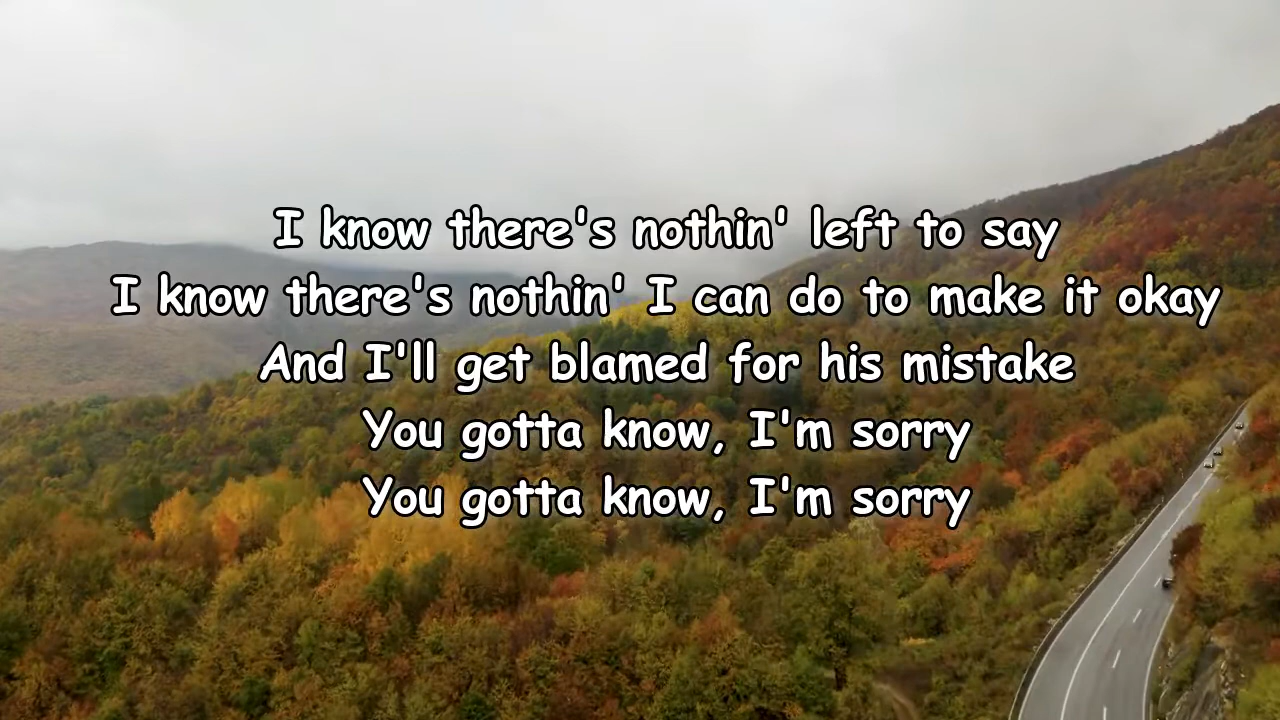 I know there's nothin' left to say
I know there's nothin' I can do to make it okay
And I'll get blamed for his mistake
You gotta know, I'm sorry
You gotta know, I'm sorry